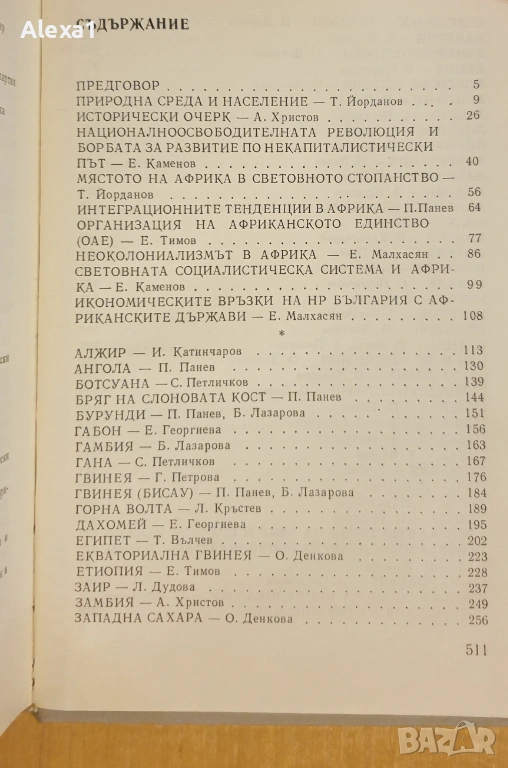 Alexa1
СЪДЪРЖАНИЕ
ПРЕДГОВОР . . . . . . . . . . . . . . . . 5
ПРИРОДНА СРЕДА И НАСЕЛЕНИЕ — Т. Йорданов . . . 9
ИСТОРИЧЕСКИ ОЧЕРК — А. Христов . . . . . . . 26
НАЦИОНАЛНООСВОБОДИТЕЛНАТА РЕВОЛЮЦИЯ И
БОРБАТА ЗА РАЗВИТИЕ ПО НЕКАПИТАЛИСТИЧЕСКИ
ПЪТ — Е. Каменов . . . . . . . . . . . . 40
МЯСТОТО НА АФРИКА В СВЕТОВНОТО СТОПАНСТВО —
Т. Йорданов . . . . . . . . . . . . . . 56
ИНТЕГРАЦИОННИТЕ ТЕНДЕНЦИИ В АФРИКА — П.Панев 64
ОРГАНИЗАЦИЯ НА АФРИКАНСКОТО ЕДИНСТВО
(ОАЕ) — Е. Тимов . . . . . . . . . . . . 77
НЕОКОЛОНИАЛИЗМЪТ В АФРИКА — Е. Малхасян . . 86
СВЕТОВНАТА СОЦИАЛИСТИЧЕСКА СИСТЕМА И АФРИ-
КА — Е. Каменов . . . . . . . . . . . . 99
ИКОНОМИЧЕСКИТЕ ВРЪЗКИ НА НР БЪЛГАРИЯ С АФ-
РИКАНСКИТЕ ДЪРЖАВИ — Е. Малхасян . . . . . 108
*
АЛЖИР — И. Катинчаров . . . . . . . . . . 113
АНГОЛА — П. Панев . . . . . . . . . . . . 130
БОТСУАНА — С. Петличков . . . . . . . . . 139
БРЯГ НА СЛОНОВАТА КОСТ — П. Панев . . . . . 144
БУРУНДИ — П. Панев, Б. Лазарова . . . . . . 151
ГАБОН — Е. Георгиева . . . . . . . . . . . 156
ГАМБИЯ — Б. Лазарова . . . . . . . . . . . 163
ГАНА — С. Петличков . . . . . . . . . . . 167
ГВИНЕЯ — Г. Петрова . . . . . . . . . . . 176
ГВИНЕЯ (БИСАУ) — П. Панев, Б. Лазарова . . . 184
ГОРНА ВОЛТА — Л. Кръстев . . . . . . . . . 189
ДАХОМЕЙ — Е. Георгиева . . . . . . . . . . 195
ЕГИПЕТ — Т. Вълчев . . . . . . . . . . . . 202
ЕКВАТОРИАЛНА ГВИНЕЯ — О. Денкова . . . . . 223
ЕТИОПИЯ — Е. Тимов . . . . . . . . . . . . 228
ЗАИР — Л. Дудова . . . . . . . . . . . . . 237
ЗАМБИЯ — А. Христов . . . . . . . . . . . 249
ЗАПАДНА САХАРА — О. Денкова . . . . . . . . 256
511
BAZAR